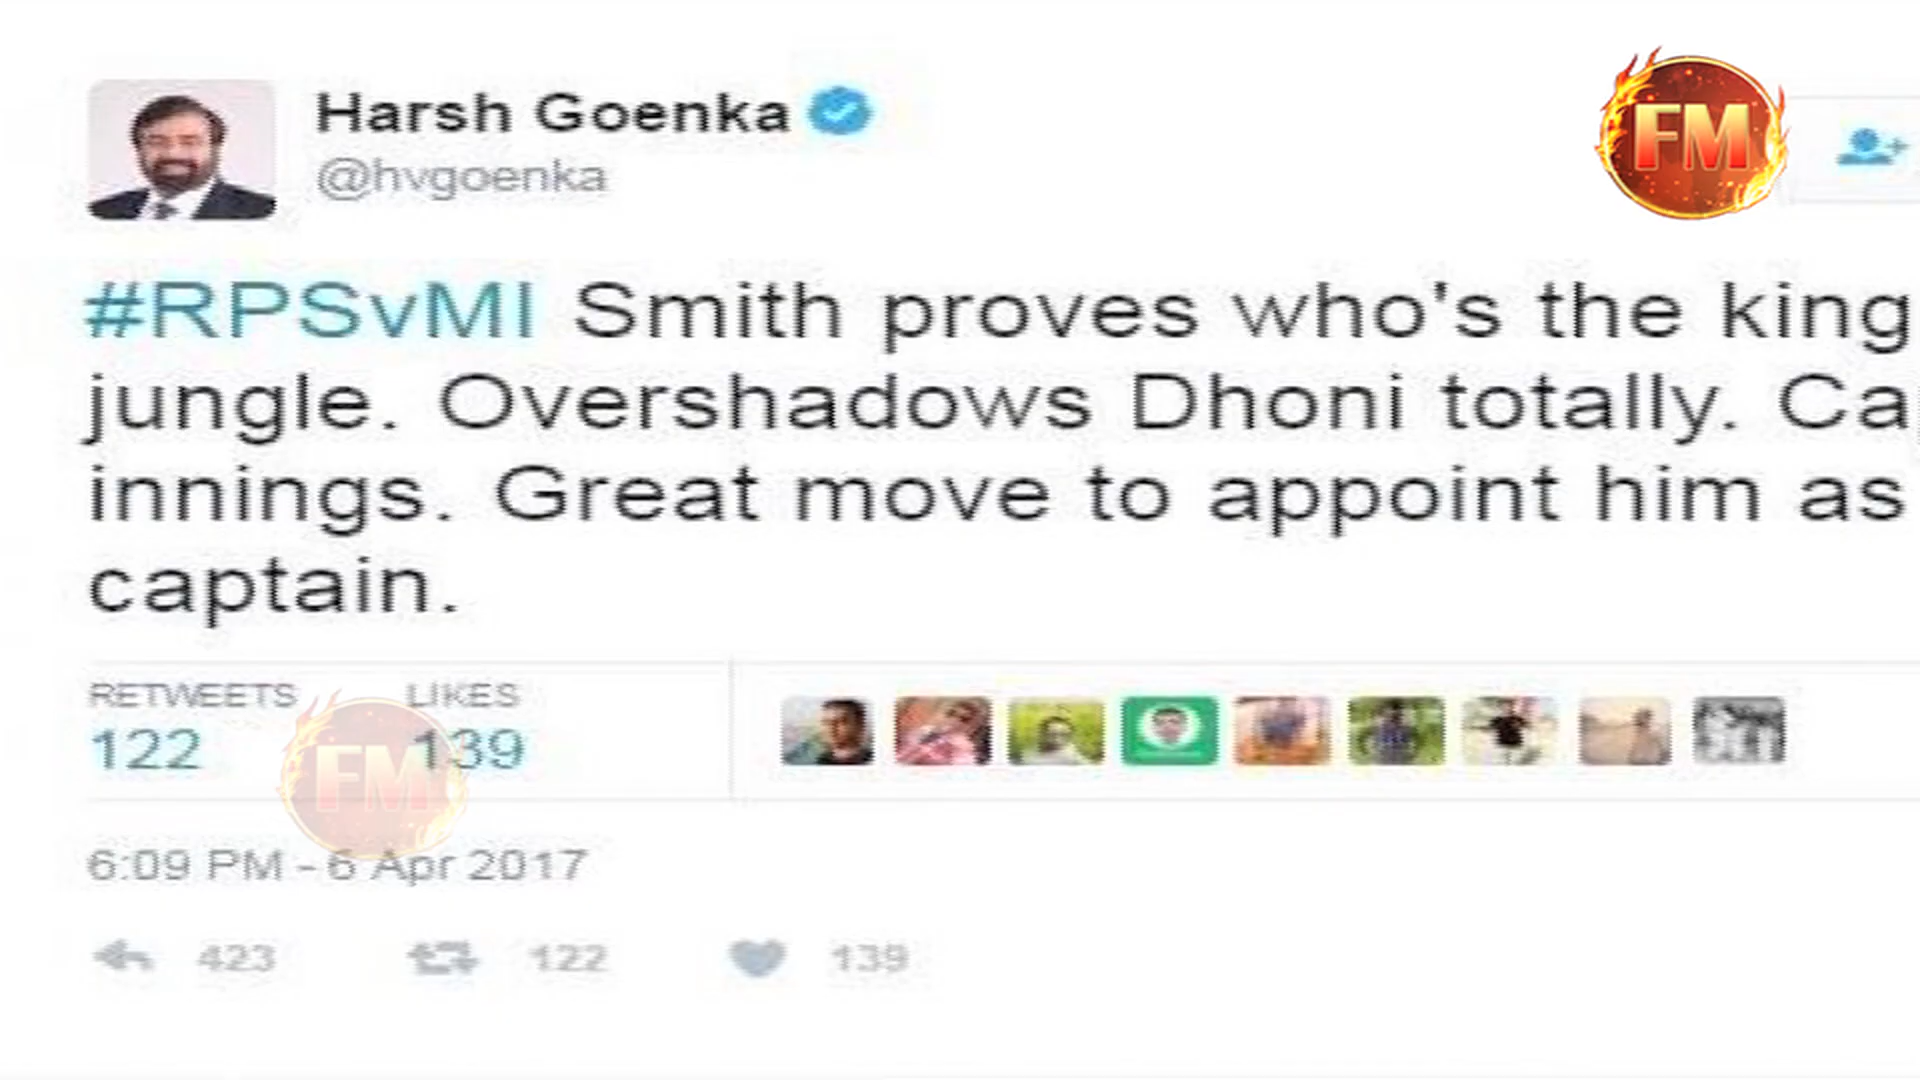 Harsh Goenka
@hvgoenka
FM
#RPSvMI Smith proves who's the king
jungle. Overshadows Dhoni totally. Ca
innings. Great move to appoint him as
captain.
RETWEETS LIKES
122 139
FM
6:09 PM - 6 Apr 2017
423 122 139